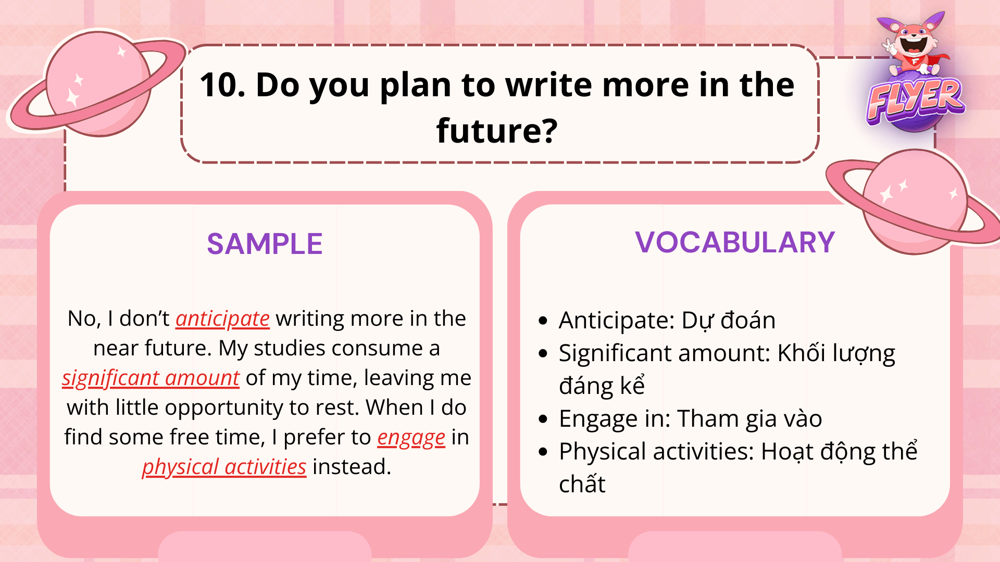 10. Do you plan to write more in the
future?
FLYER
SAMPLE
No, I don’t anticipate writing more in the
near future. My studies consume a
significant amount of my time, leaving me
with little opportunity to rest. When I do
find some free time, I prefer to engage in
physical activities instead.
VOCABULARY
• Anticipate: Dự đoán
• Significant amount: Khối lượng
đáng kể
• Engage in: Tham gia vào
• Physical activities: Hoạt động thể
chất